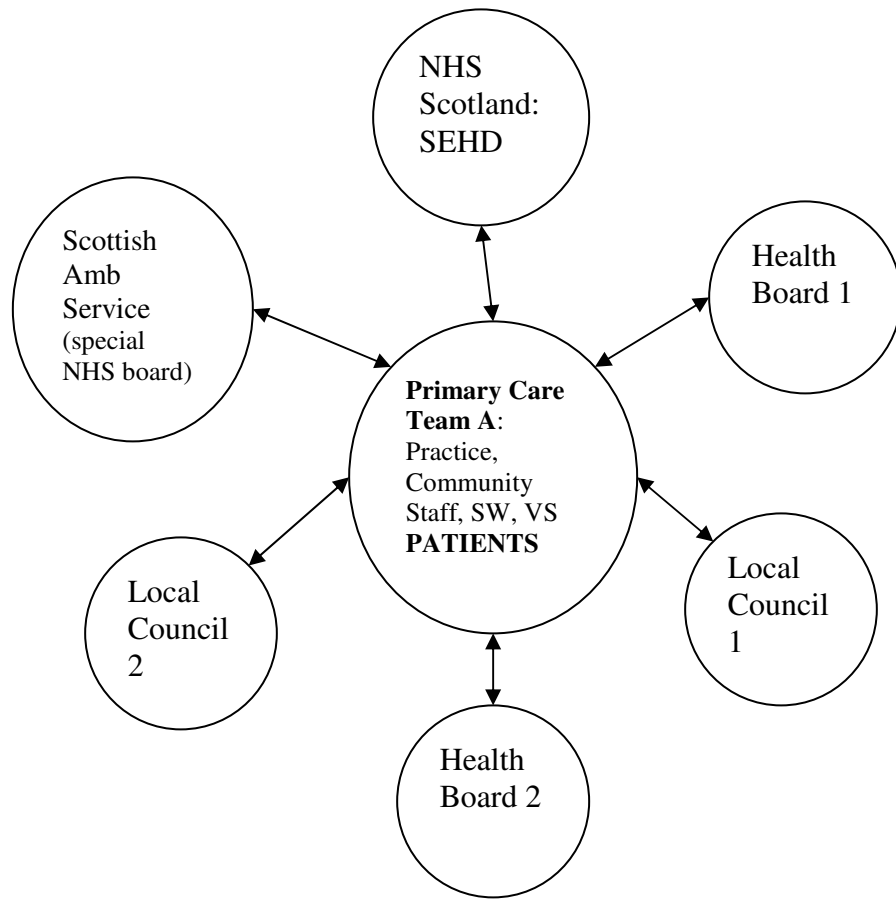 NHS
Scotland:
SEHD
Scottish
Amb
Service
(special
NHS board)
Health
Board 1
Primary Care
Team A:
Practice,
Community
Staff, SW, VS
PATIENTS
Local
Council
2
Local
Council
1
Health
Board 2